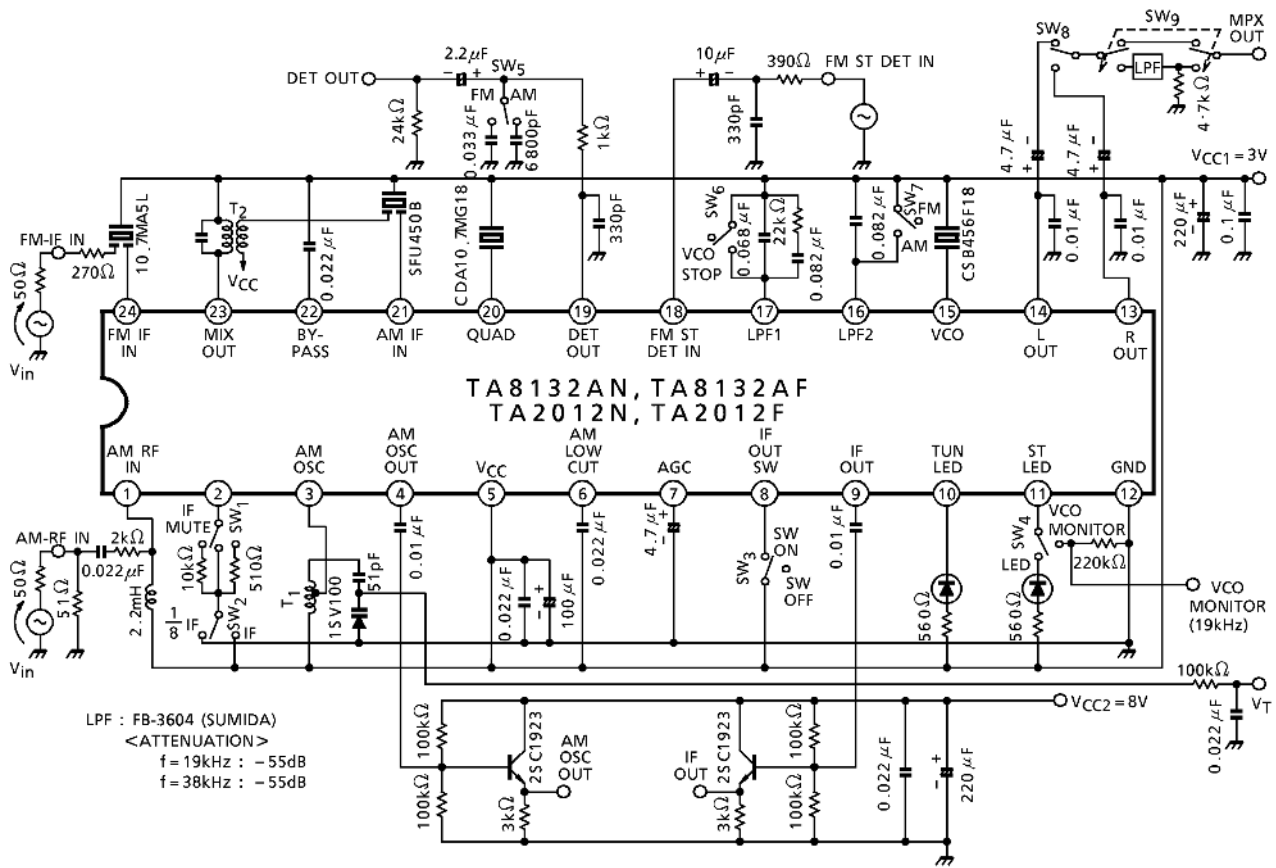 SW8
SW9
MPX OUT
LPF
4.7kΩ
DET OUT
2.2μF
- +
SW5
FM AM
24kΩ
0.033μF
6800pF
1kΩ
330pF
10μF
+ -
390Ω
FM ST DET IN
330pF
4.7μF
- +
4.7μF
- +
VCC1=3V
0.01μF
0.01μF
220μF
- +
0.1μF
FM-IF IN
50Ω
Vin
270Ω
10.7MA5L
T2
VCC
0.022μF
SFU450B
CDA10.7MG18
SW6
VCO STOP
0.068μF
22kΩ
0.082μF
0.082μF
SW7
FM
AM
CSB456F18
24 23 22 21 20 19 18 17 16 15 14 13
FM IF IN
MIX OUT
BY-PASS
AM IF IN
QUAD
DET OUT
FM ST DET IN
LPF1
LPF2
VCO
L OUT
R OUT
TA8132AN, TA8132AF
TA2012N, TA2012F
AM RF IN
AM OSC
AM OSC OUT
VCC
AM LOW CUT
AGC
IF OUT SW
IF OUT
TUN LED
ST LED
GND
1 2 3 4 5 6 7 8 9 10 11 12
AM-RF IN
50Ω
Vin
51Ω
0.022μF
2kΩ
2.2mH
IF MUTE
SW1
10kΩ
510Ω
SW2
1/8 IF
IF
T1
1SV100
51pF
0.01μF
0.022μF
100μF
- +
0.022μF
4.7μF
- +
SW3
SW ON
SW OFF
0.01μF
560Ω
SW4
LED
560Ω
VCO MONITOR
220kΩ
VCO MONITOR (19kHz)
100kΩ
VT
0.022μF
LPF : FB-3604 (SUMIDA)
<ATTENUATION>
f=19kHz : -55dB
f=38kHz : -55dB
100kΩ
100kΩ
2SC1923
3kΩ
AM OSC OUT
IF OUT
2SC1923
3kΩ
100kΩ
100kΩ
0.022μF
220μF
- +
VCC2=8V